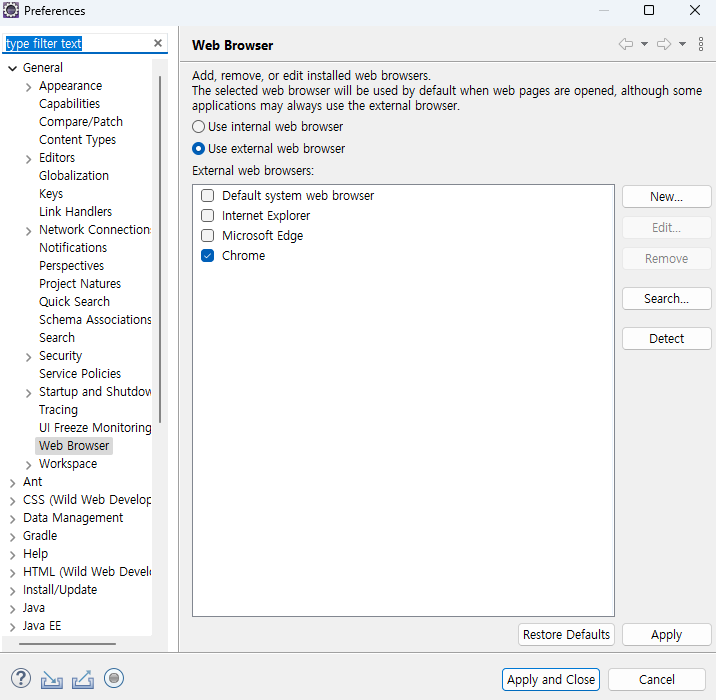 Preferences
type filter text
General
Appearance
Capabilities
Compare/Patch
Content Types
Editors
Globalization
Keys
Link Handlers
Network Connections
Notifications
Perspectives
Project Natures
Quick Search
Schema Associations
Search
Security
Service Policies
Startup and Shutdow
Tracing
UI Freeze Monitoring
Web Browser
Workspace
Ant
CSS (Wild Web Develop
Data Management
Gradle
Help
HTML (Wild Web Devel
Install/Update
Java
Java EE
Web Browser
Add, remove, or edit installed web browsers.
The selected web browser will be used by default when web pages are opened, although some
applications may always use the external browser.
Use internal web browser
Use external web browser
External web browsers:
Default system web browser
Internet Explorer
Microsoft Edge
Chrome
New...
Edit...
Remove
Search...
Detect
Restore Defaults
Apply
Apply and Close
Cancel